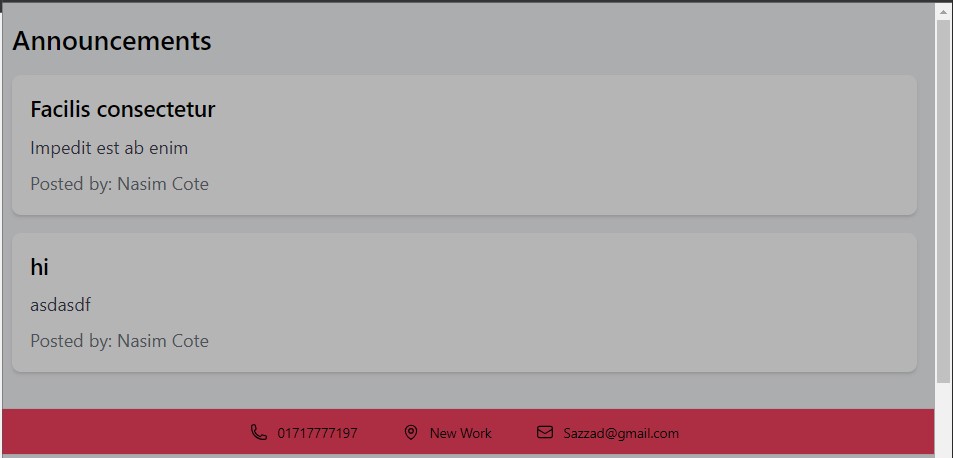 Announcements
Facilis consectetur
Impedit est ab enim
Posted by: Nasim Cote
hi
asdasdf
Posted by: Nasim Cote
01717777197 New Work Sazzad@gmail.com